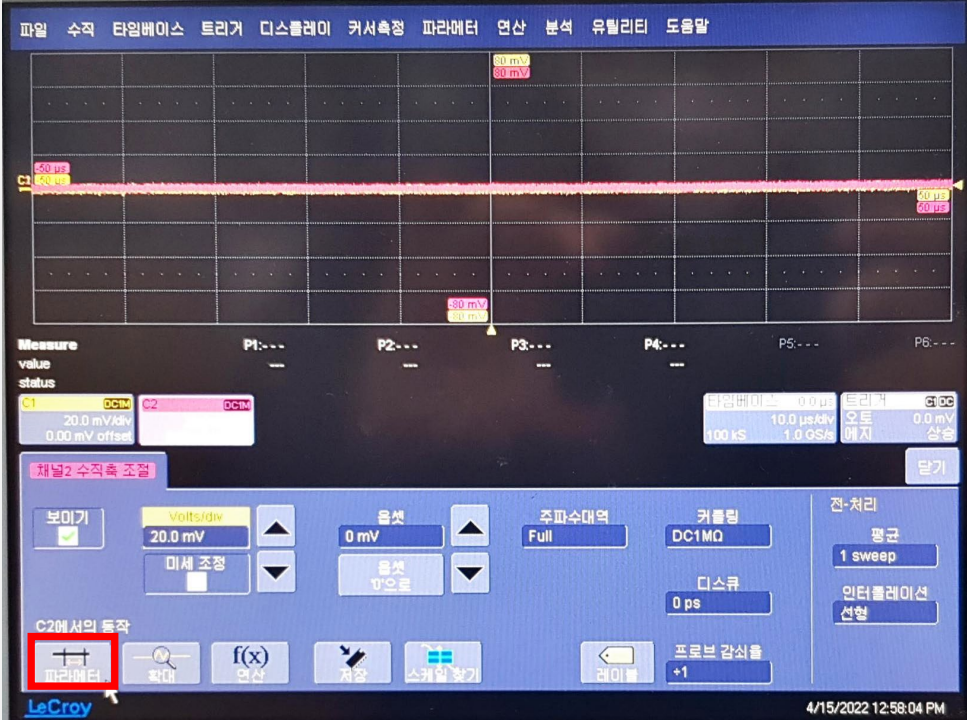 파일 수직 타임베이스 트리거 디스플레이 커서측정 파라메터 연산 분석 유틸리티 도움말
80 mV
80 mV
-50 µs
-50 µs
C1
50 µs
50 µs
-80 mV
-80 mV
Measure P1:--- P2:--- P3:--- P4:--- P5:--- P6:---
value --- --- --- ---
status
C1 DC1M C2 DC1M 타임베이스 0.0 µs 트리거 C1 DC
20.0 mV/div 10.0 µs/div 오토 0.0 mV
0.00 mV offset 100 kS 1.0 GS/s 에지 상승
채널2 수직축 조절 닫기
보이기 Volts/div 옵셋 주파수대역 커플링 전-처리
20.0 mV 0 mV Full DC1MΩ 평균
1 sweep
미세 조정 옵셋 '0'으로 디스큐 인터폴레이션
0 ps 선형
C2에서의 동작
파라메터 확대 f(x) 연산 저장 스케일 찾기 레이블 프로브 감쇠율
÷1
LeCroy 4/15/2022 12:58:04 PM